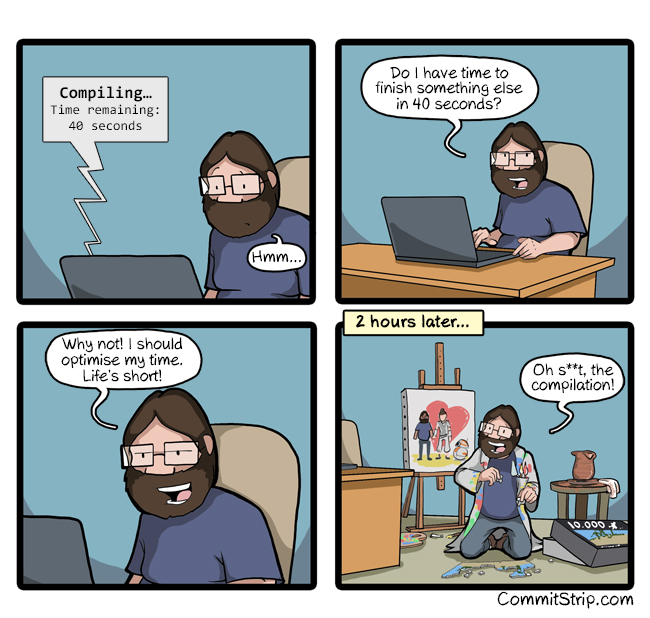 Compiling…
Time remaining:
40 seconds
Hmm...
Do I have time to
finish something else
in 40 seconds?
Why not! I should
optimise my time.
Life's short!
2 hours later...
Oh s**t, the
compilation!
10.000
CommitStrip.com